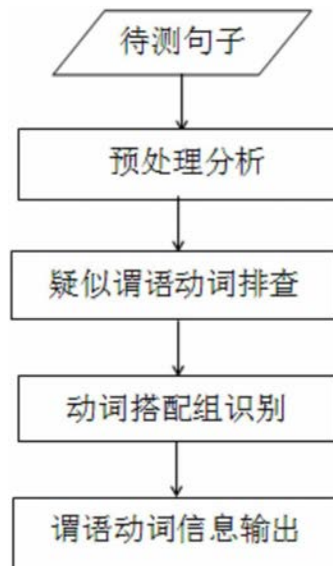 待测句子
预处理分析
疑似谓语动词排查
动词搭配组识别
谓语动词信息输出